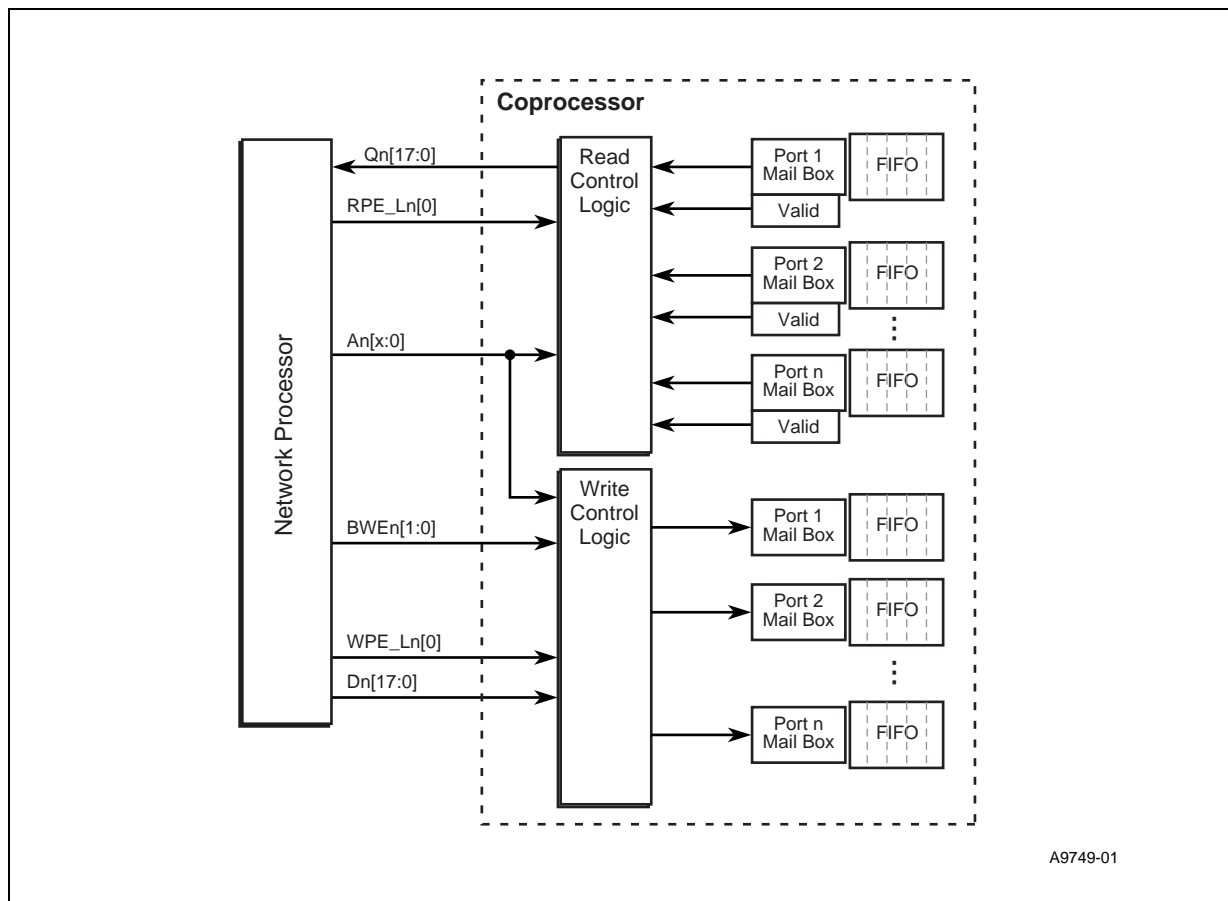 Coprocessor
Network Processor
Qn[17:0]
RPE_Ln[0]
An[x:0]
BWEn[1:0]
WPE_Ln[0]
Dn[17:0]
Read
Control
Logic
Port 1
Mail Box
FIFO
Valid
Port 2
Mail Box
FIFO
Valid
Port n
Mail Box
FIFO
Valid
Write
Control
Logic
Port 1
Mail Box
FIFO
Port 2
Mail Box
FIFO
Port n
Mail Box
FIFO
A9749-01